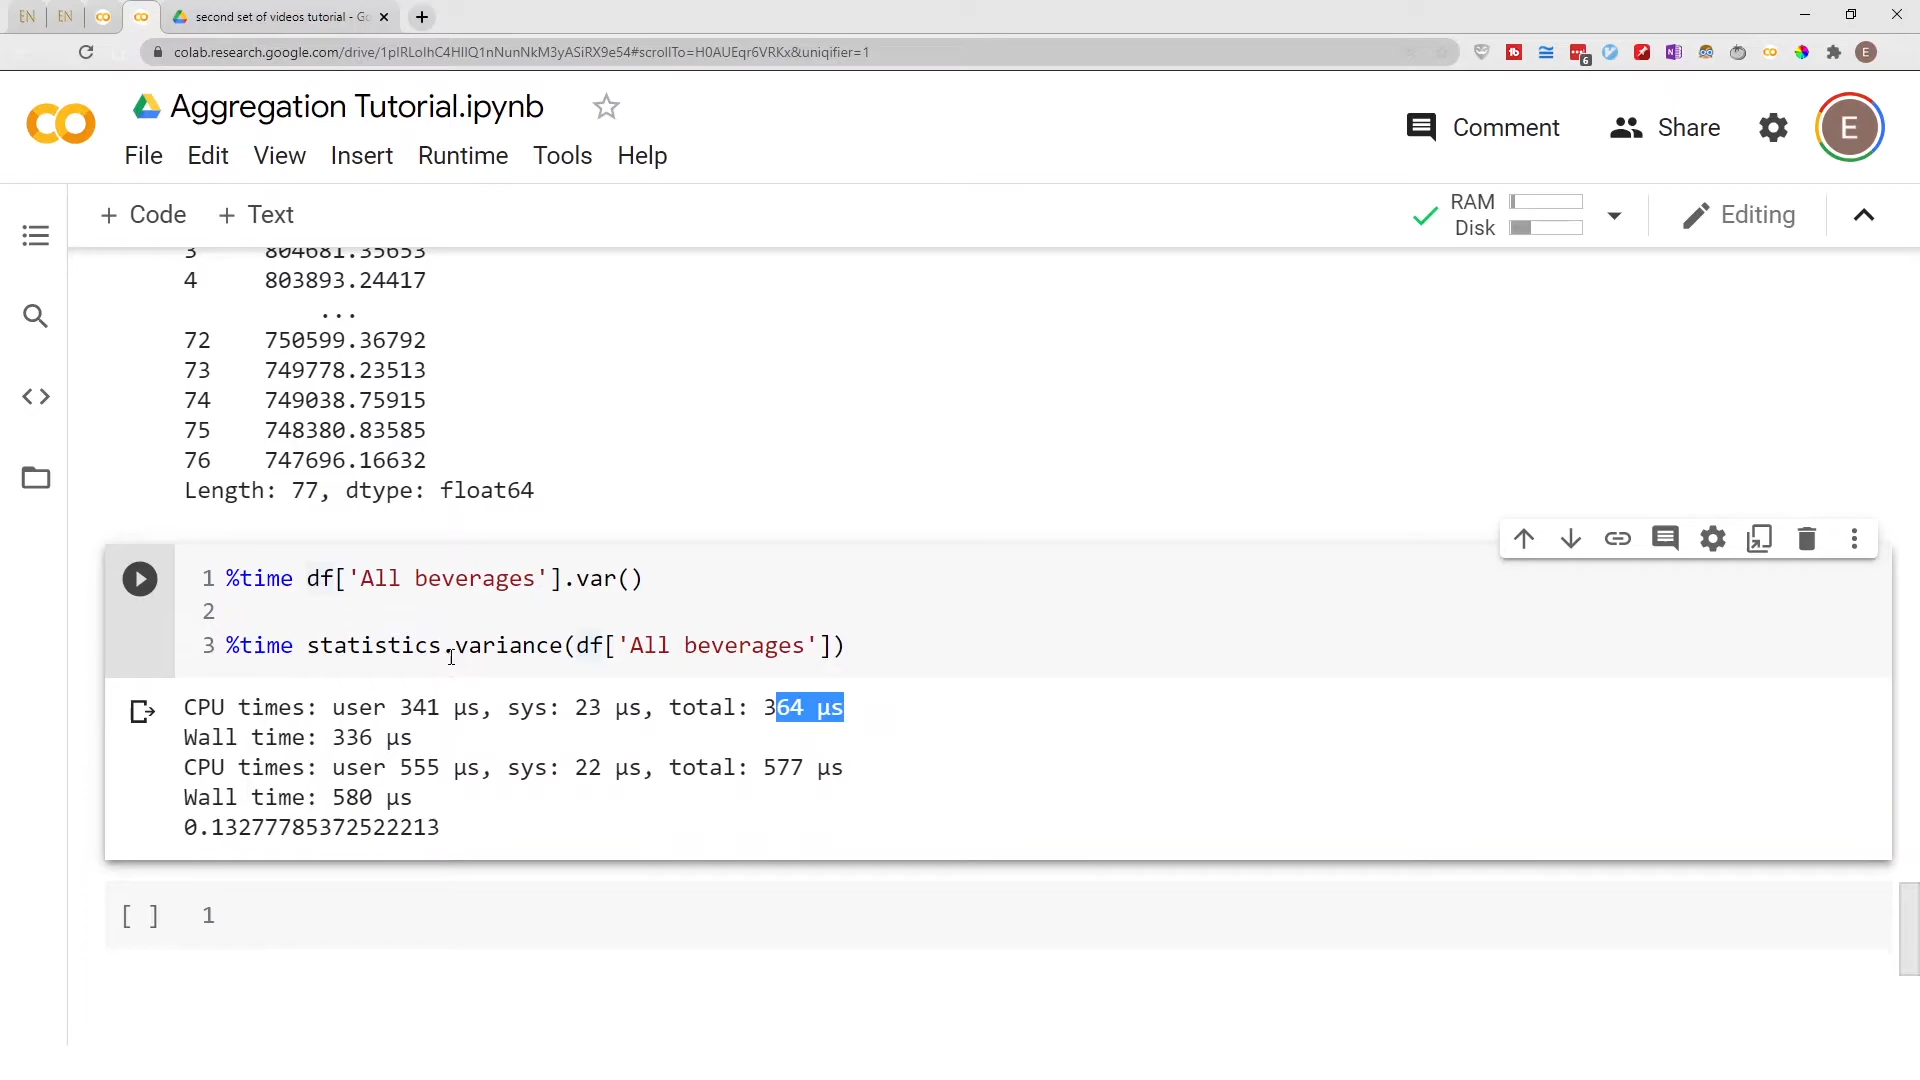 EN EN second set of videos tutorial - Go
colab.research.google.com/drive/1pIRLoIhC4HIIQ1nNunNkM3yASiRX9e54#scrollTo=H0AUEqr6VRKx&uniqifier=1
6
E
Aggregation Tutorial.ipynb
Comment Share E
File Edit View Insert Runtime Tools Help
+ Code + Text
RAM
Disk
Editing
3 804681.35653
4 803893.24417
...
72 750599.36792
73 749778.23513
74 749038.75915
75 748380.83585
76 747696.16632
Length: 77, dtype: float64
1 %time df['All beverages'].var()
2
3 %time statistics.variance(df['All beverages'])
CPU times: user 341 µs, sys: 23 µs, total: 364 µs
Wall time: 336 µs
CPU times: user 555 µs, sys: 22 µs, total: 577 µs
Wall time: 580 µs
0.13277785372522213
[ ] 1